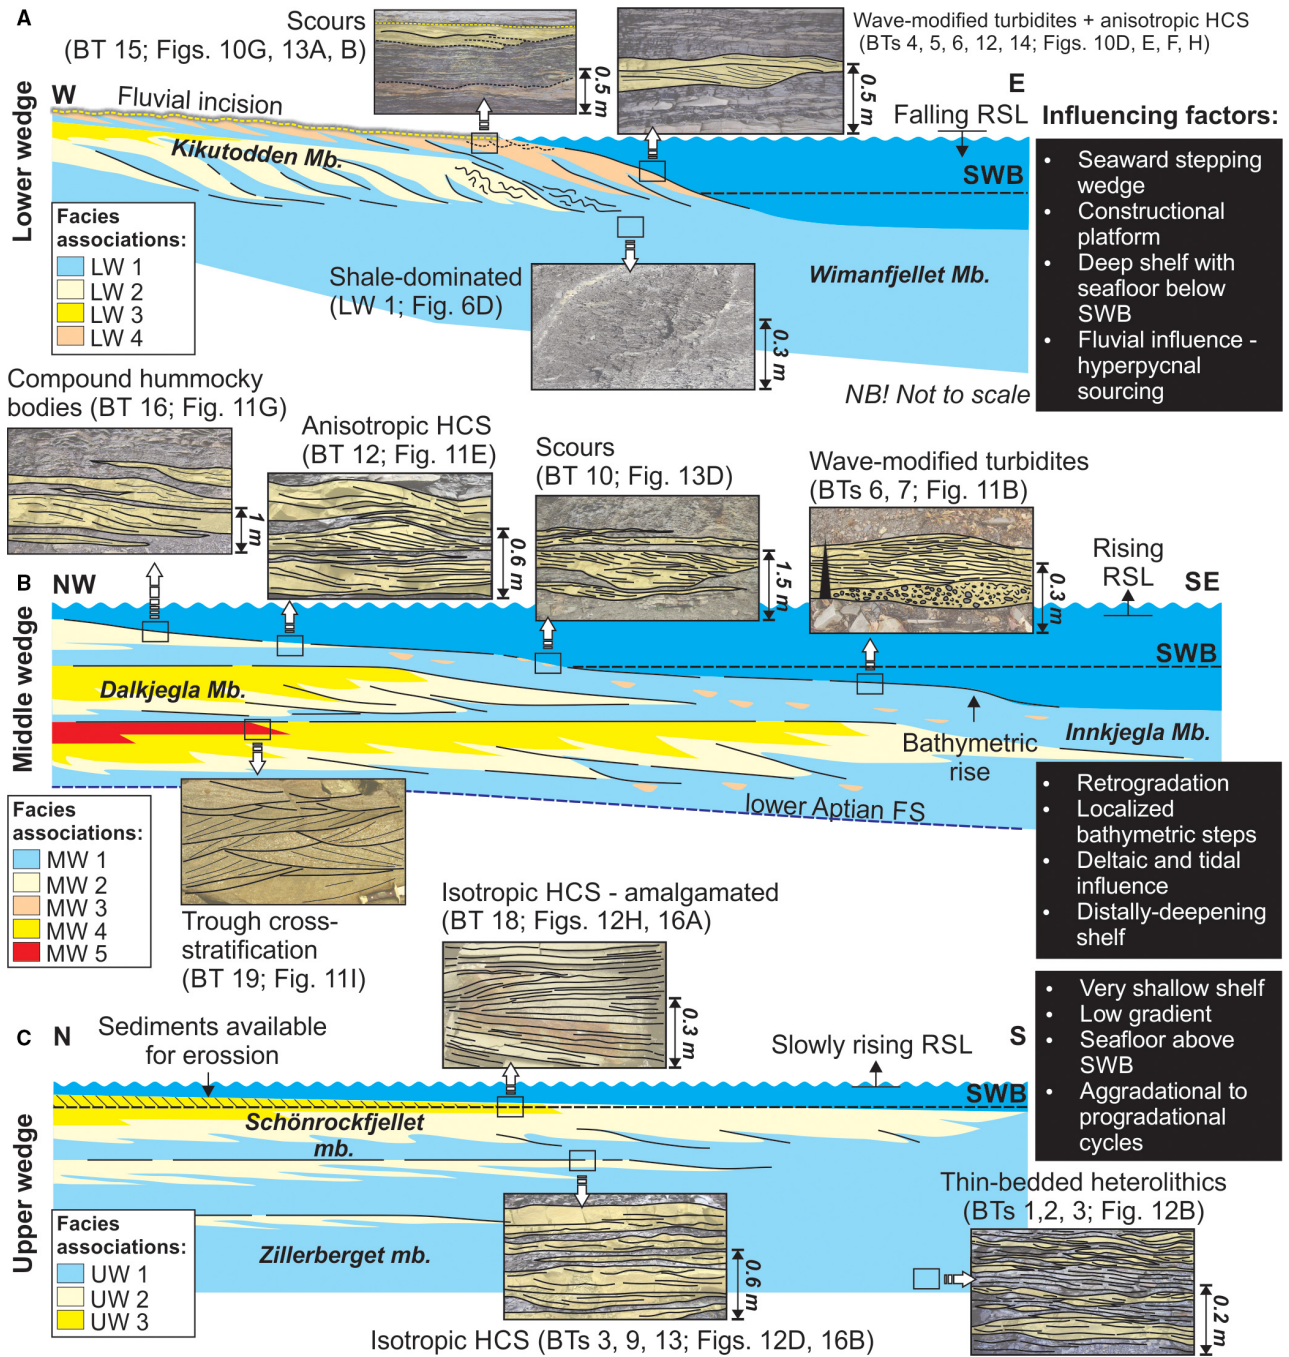 A
Lower wedge
W
E
Scours
(BT 15; Figs. 10G, 13A, B)
0.5 m
Wave-modified turbidites + anisotropic HCS
(BTs 4, 5, 6, 12, 14; Figs. 10D, E, F, H)
0.5 m
Fluvial incision
Kikutodden Mb.
Falling RSL
SWB
Wimanfjellet Mb.
Facies
associations:
LW 1
LW 2
LW 3
LW 4
Shale-dominated
(LW 1; Fig. 6D)
0.3 m
NB! Not to scale
Influencing factors:
• Seaward stepping
wedge
• Constructional
platform
• Deep shelf with
seafloor below
SWB
• Fluvial influence -
hyperpycnal
sourcing
Compound hummocky
bodies (BT 16; Fig. 11G)
1 m
Anisotropic HCS
(BT 12; Fig. 11E)
0.6 m
Scours
(BT 10; Fig. 13D)
1.5 m
Wave-modified turbidites
(BTs 6, 7; Fig. 11B)
0.3 m
B
Middle wedge
NW
SE
Rising
RSL
SWB
Dalkjegla Mb.
Innkjegla Mb.
Bathymetric
rise
lower Aptian FS
Facies
associations:
MW 1
MW 2
MW 3
MW 4
MW 5
Trough cross-
stratification
(BT 19; Fig. 11I)
• Retrogradation
• Localized
bathymetric steps
• Deltaic and tidal
influence
• Distally-deepening
shelf
Isotropic HCS - amalgamated
(BT 18; Figs. 12H, 16A)
0.3 m
C
Upper wedge
N
S
Sediments available
for erossion
Slowly rising RSL
SWB
Schönrockfjellet
mb.
Zillerberget mb.
Facies
associations:
UW 1
UW 2
UW 3
• Very shallow shelf
• Low gradient
• Seafloor above
SWB
• Aggradational to
progradational
cycles
0.6 m
Isotropic HCS (BTs 3, 9, 13; Figs. 12D, 16B)
Thin-bedded heterolithics
(BTs 1,2, 3; Fig. 12B)
0.2 m